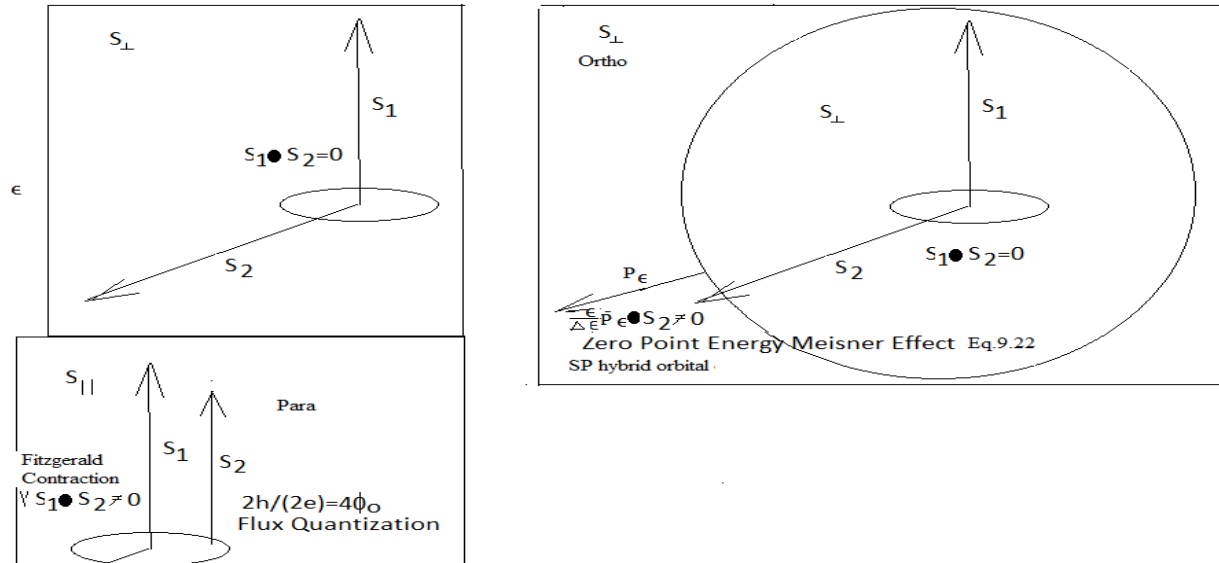 S⊥
S1
S1●S2=0
ϵ
S2
S||
Para
S1
S2
Fitzgerald
Contraction
γ S1●S2≠0
2h/(2e)=4ϕo
Flux Quantization
S⊥
Ortho
S⊥
S1
S1●S2=0
S2
Pϵ
ϵ/Δϵ Pϵ●S2≠0
Zero Point Energy Meisner Effect Eq.9.22
SP hybrid orbital